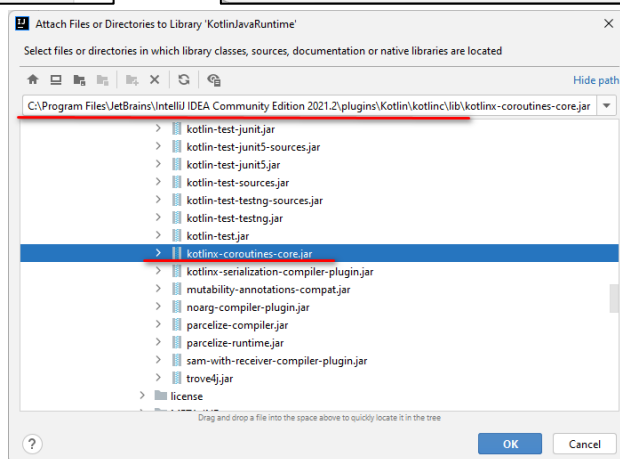 Attach Files or Directories to Library 'KotlinJavaRuntime'
Select files or directories in which library classes, sources, documentation or native libraries are located
Hide path
C:\Program Files\JetBrains\IntelliJ IDEA Community Edition 2021.2\plugins\Kotlin\kotlinc\lib\kotlinx-coroutines-core.jar
kotlin-test-junit.jar
kotlin-test-junit5-sources.jar
kotlin-test-junit5.jar
kotlin-test-sources.jar
kotlin-test-testng-sources.jar
kotlin-test-testng.jar
kotlin-test.jar
kotlinx-coroutines-core.jar
kotlinx-serialization-compiler-plugin.jar
mutability-annotations-compat.jar
noarg-compiler-plugin.jar
parcelize-compiler.jar
parcelize-runtime.jar
sam-with-receiver-compiler-plugin.jar
trove4j.jar
license
Drag and drop a file into the space above to quickly locate it in the tree
?
OK
Cancel